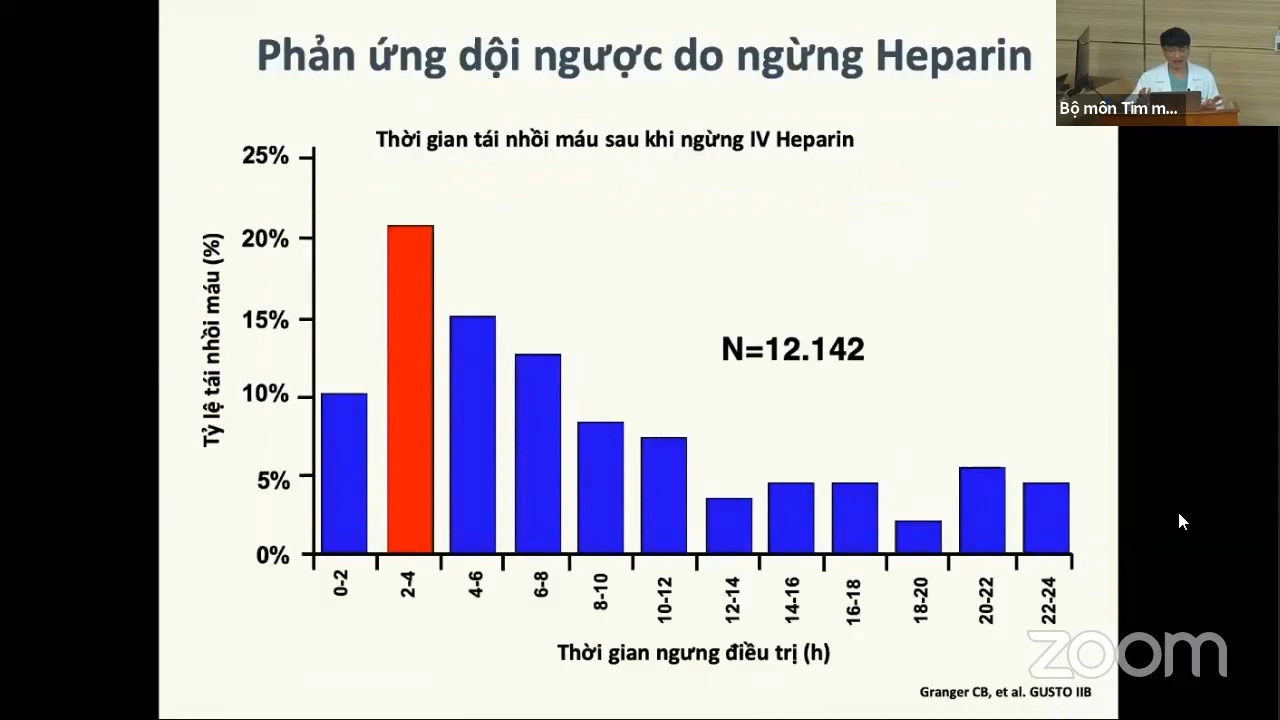 Phản ứng dội ngược do ngừng Heparin
Bộ môn Tim m...
Thời gian tái nhồi máu sau khi ngừng IV Heparin
Tỷ lệ tái nhồi máu (%)
25%
20%
15%
10%
5%
0%
N=12.142
0-2
2-4
4-6
6-8
8-10
10-12
12-14
14-16
16-18
18-20
20-22
22-24
Thời gian ngưng điều trị (h)
zoom
Granger CB, et al. GUSTO IIB